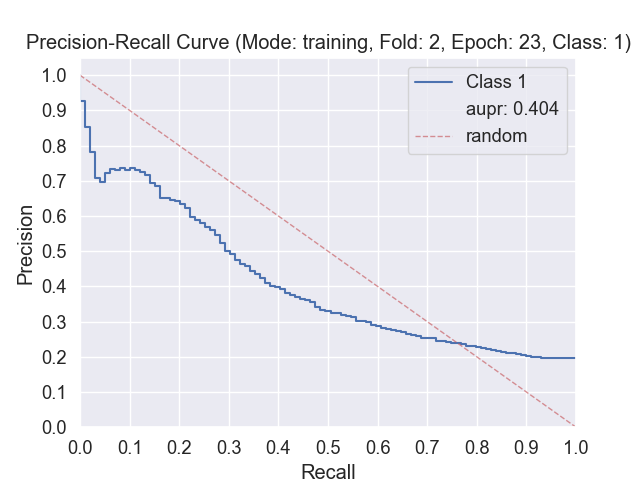 Precision-Recall Curve (Mode: training, Fold: 2, Epoch: 23, Class: 1)
1.0
0.9
0.8
0.7
0.6
0.5
0.4
0.3
0.2
0.1
0.0
Precision
Class 1
aupr: 0.404
random
0.0 0.1 0.2 0.3 0.4 0.5 0.6 0.7 0.8 0.9 1.0
Recall